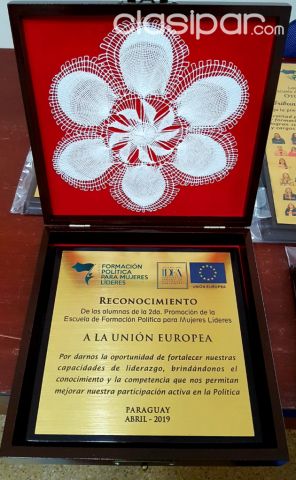 clasipar.com
FORMACIÓN
POLÍTICA
PARA MUJERES
LÍDERES
IDEA
UNIÓN EUROPEA
RECONOCIMIENTO
De las alumnas de la 2da. Promoción de la
Escuela de Formación Política para Mujeres Líderes
A LA UNIÓN EUROPEA
Por darnos la oportunidad de fortalecer nuestras
capacidades de liderazgo, brindándonos el
conocimiento y la competencia que nos permitan
mejorar nuestra participación activa en la Política
PARAGUAY
ABRIL - 2019
clasipar.com